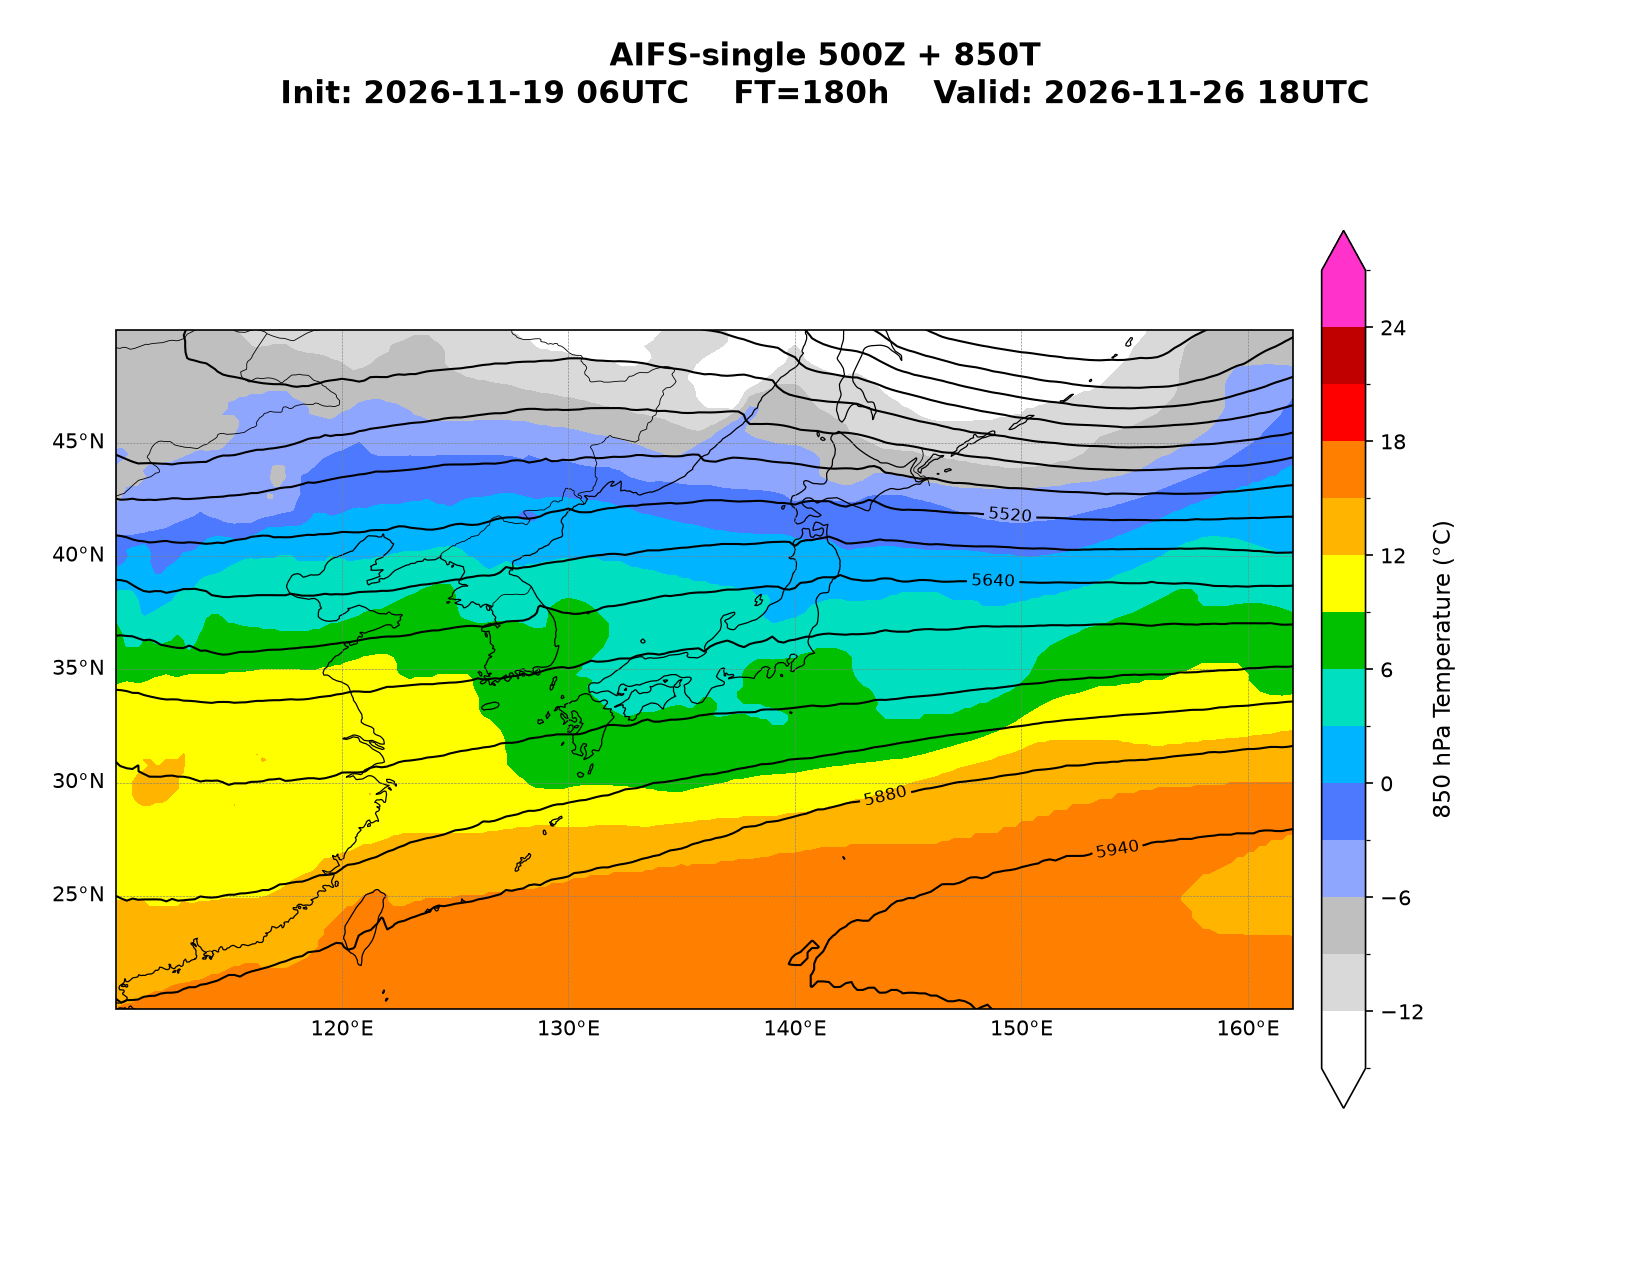 AIFS-single 500Z + 850T
Init: 2026-11-19 06UTC    FT=180h    Valid: 2026-11-26 18UTC
24
18
12
6
0
−6
−12
850 hPa Temperature (°C)
45°N
40°N
35°N
30°N
25°N
5520
5640
5880
5940
120°E
130°E
140°E
150°E
160°E